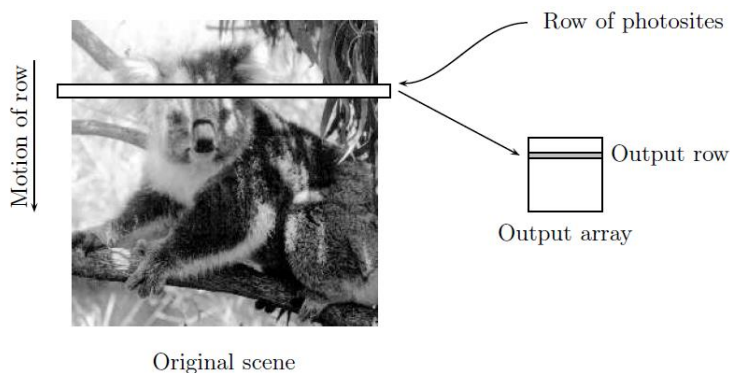 Row of photosites
Motion of row
Output row
Output array
Original scene